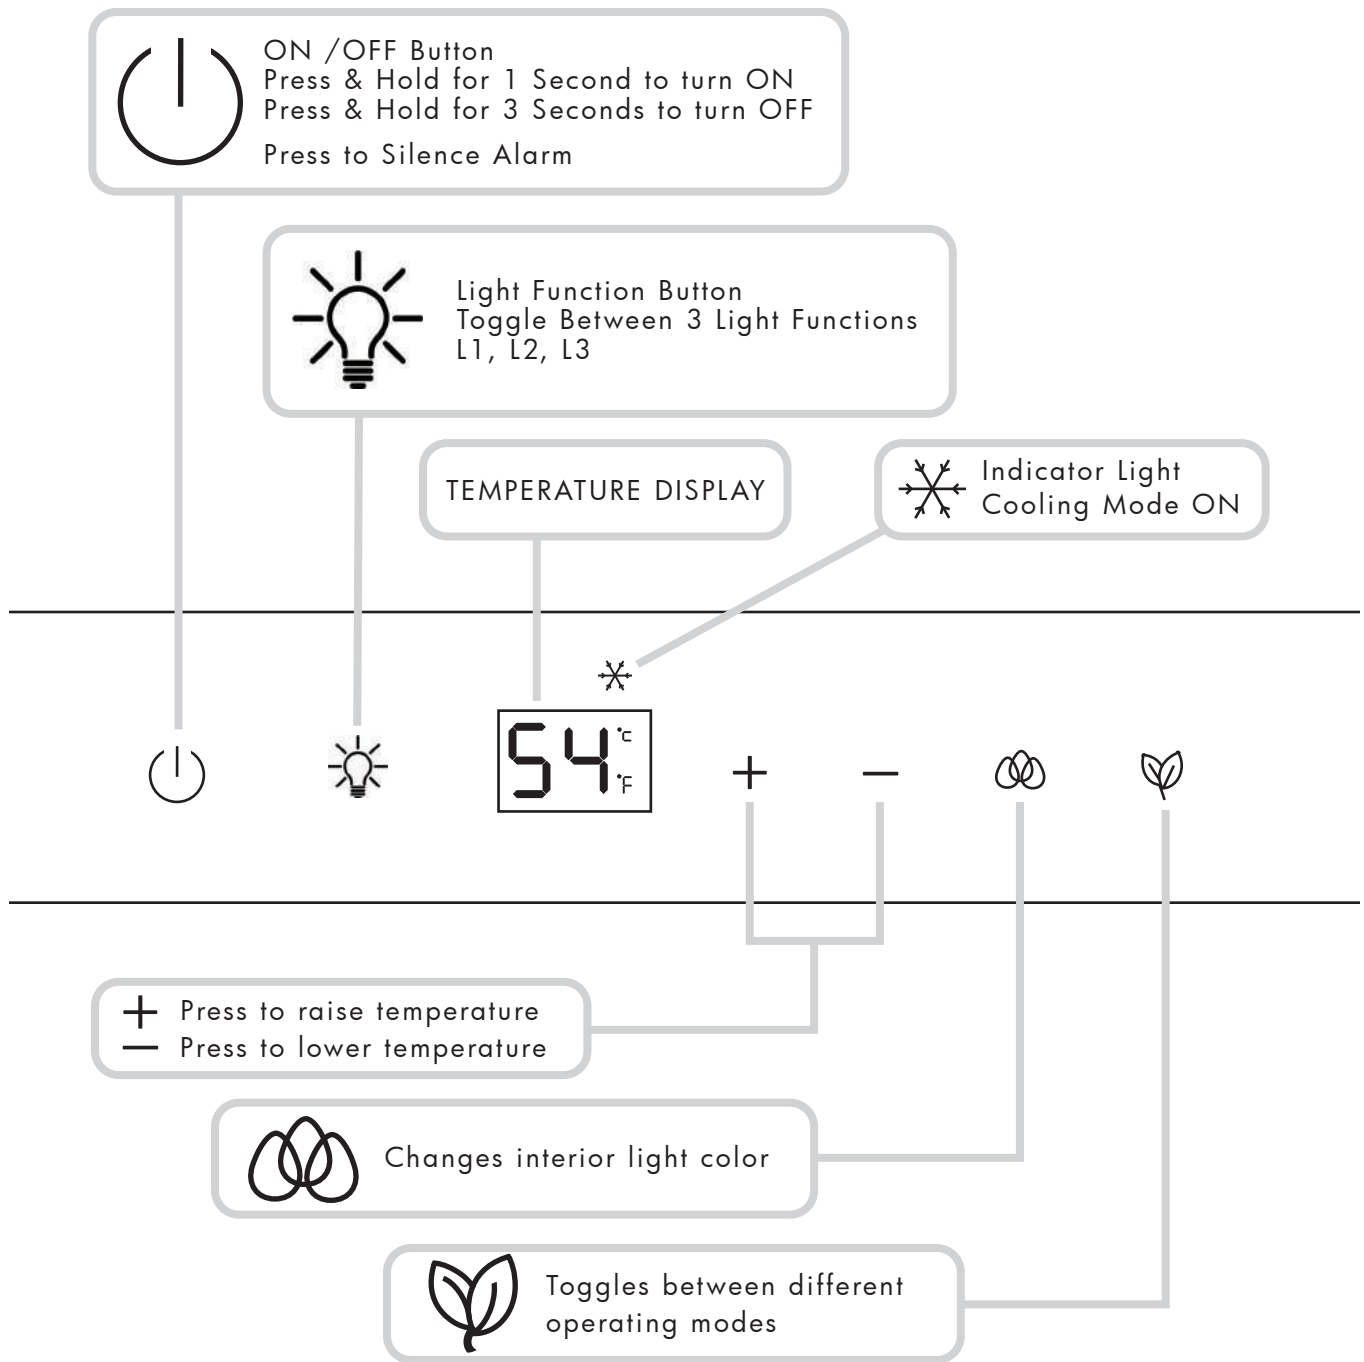 ON /OFF Button
Press & Hold for 1 Second to turn ON
Press & Hold for 3 Seconds to turn OFF
Press to Silence Alarm
Light Function Button
Toggle Between 3 Light Functions
L1, L2, L3
TEMPERATURE DISPLAY
Indicator Light
Cooling Mode ON
54 °C °F
+ −
+ Press to raise temperature
− Press to lower temperature
Changes interior light color
Toggles between different
operating modes